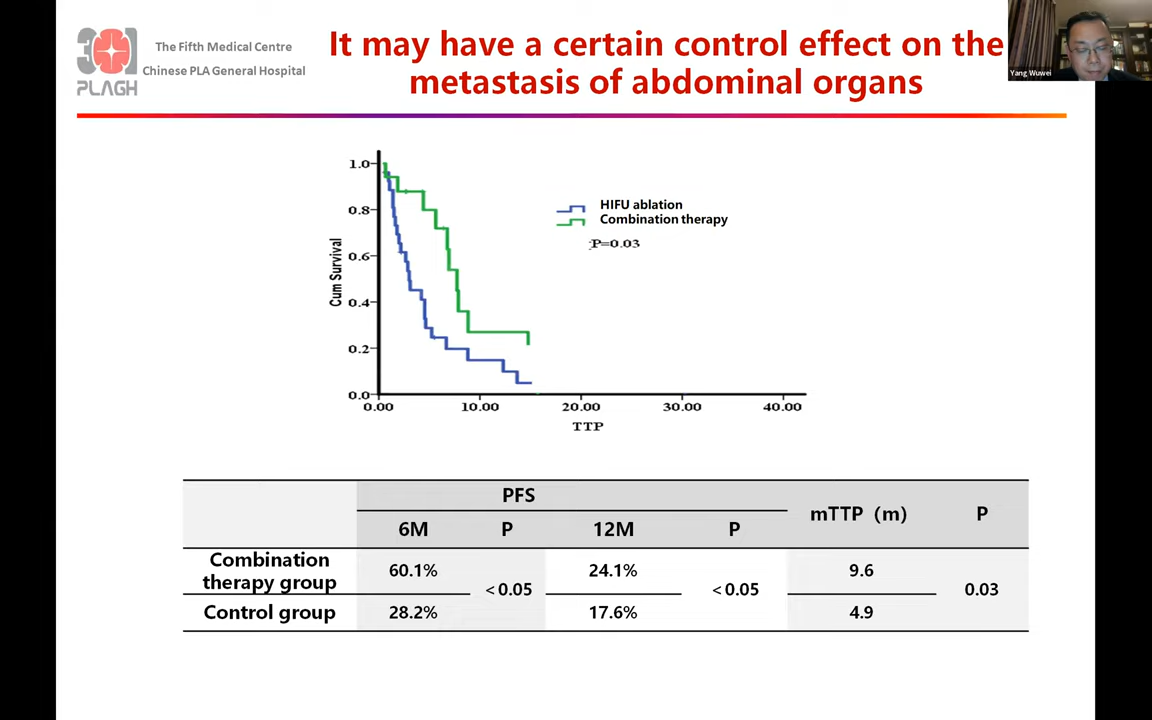 301
PLAGH
The Fifth Medical Centre
Chinese PLA General Hospital
It may have a certain control effect on the
metastasis of abdominal organs
Yang Wuwei
Cum Survival
1.0
0.8
0.6
0.4
0.2
0.0
0.00 10.00 20.00 30.00 40.00
TTP
HIFU ablation
Combination therapy
P=0.03
PFS
mTTP（m） P
6M P 12M P
Combination
therapy group
60.1% <0.05 24.1% <0.05 9.6 0.03
Control group 28.2% 17.6% 4.9